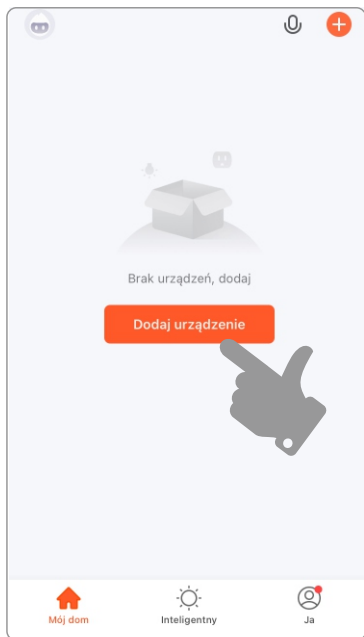 Brak urządzeń, dodaj
Dodaj urządzenie
Mój dom
Inteligentny
Ja